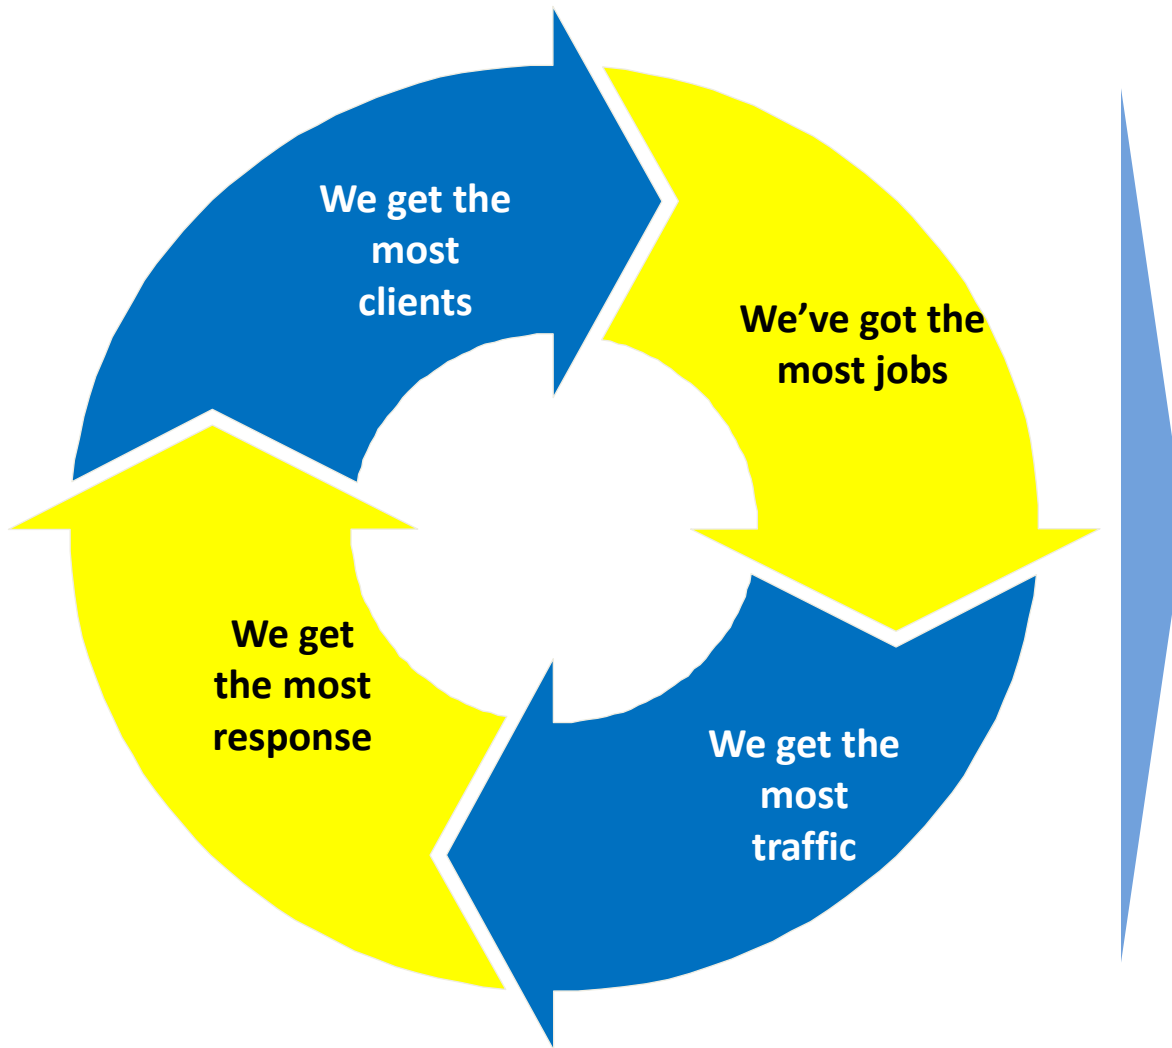 We get the
most
clients
We've got the
most jobs
We get the
most
traffic
We get
the most
response